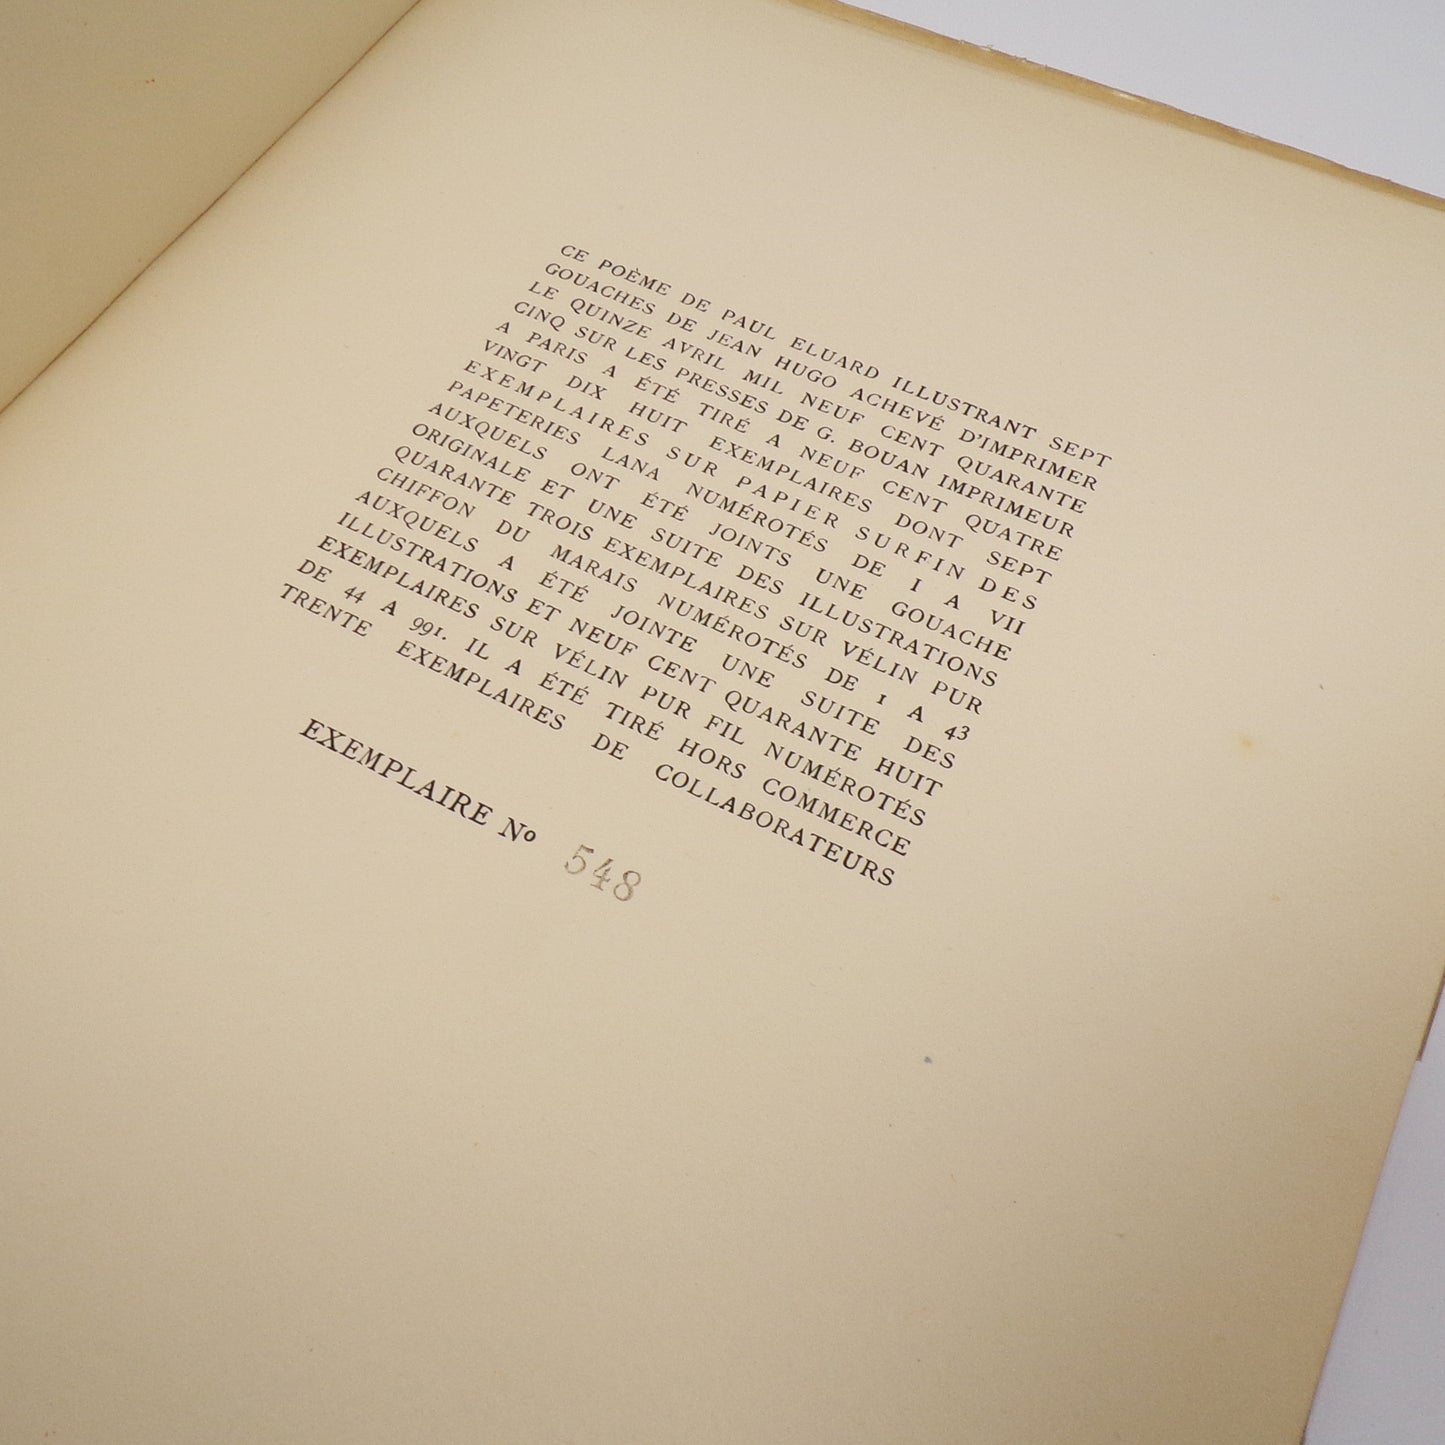 CE POÈME DE PAUL ELUARD ILLUSTRANT SEPT
GOUACHES DE JEAN HUGO ACHEVÉ D'IMPRIMER
LE QUINZE AVRIL MIL NEUF CENT QUARANTE
CINQ SUR LES PRESSES DE G. BOUAN IMPRIMEUR
A PARIS A ÉTÉ TIRÉ A NEUF CENT QUATRE
VINGT DIX HUIT EXEMPLAIRES DONT SEPT
EXEMPLAIRES SUR PAPIER SURFIN DES
PAPETERIES LANA NUMÉROTÉS DE I A VII
AUXQUELS ONT ÉTÉ JOINTS UNE GOUACHE
ORIGINALE ET UNE SUITE DES ILLUSTRATIONS
QUARANTE TROIS EXEMPLAIRES SUR VÉLIN PUR
CHIFFON DU MARAIS NUMÉROTÉS DE 1 A 43
AUXQUELS A ÉTÉ JOINTE UNE SUITE DES
ILLUSTRATIONS ET NEUF CENT QUARANTE HUIT
EXEMPLAIRES SUR VÉLIN PUR FIL NUMÉROTÉS
DE 44 A 991. IL A ÉTÉ TIRÉ HORS COMMERCE
TRENTE EXEMPLAIRES DE COLLABORATEURS
EXEMPLAIRE Nº 548